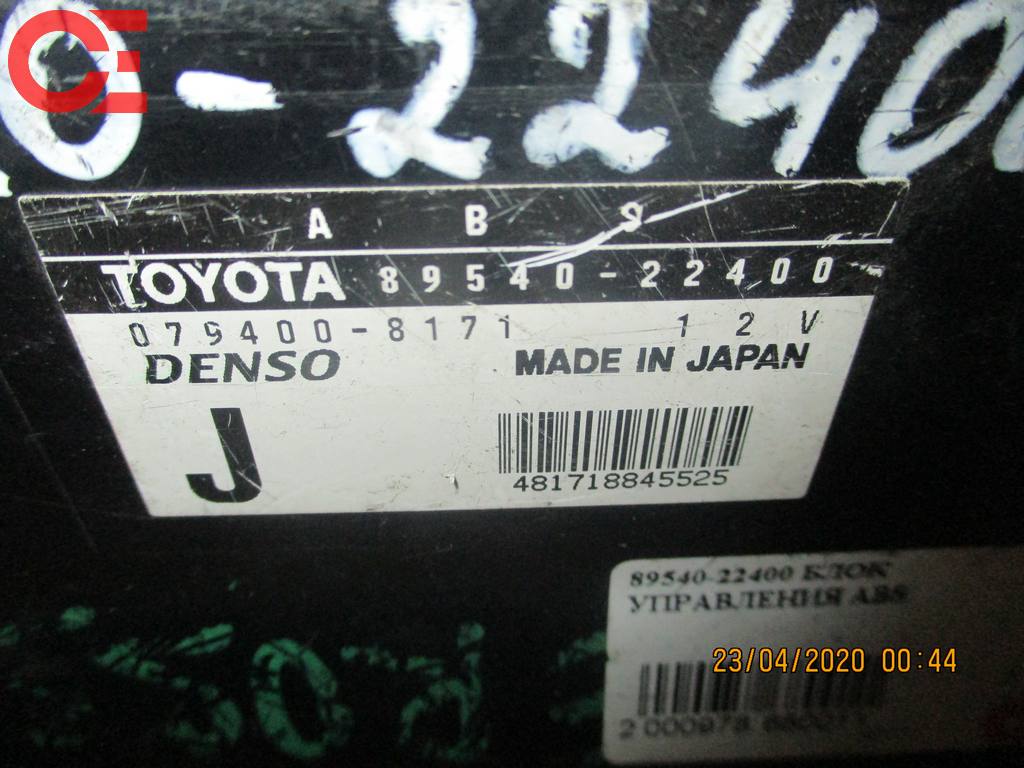 0-22400
A B S
TOYOTA 89540-22400
079400-8171 12V
DENSO MADE IN JAPAN
J
481718845525
89540-22400 БЛОК
УПРАВЛЕНИЯ ABS
23/04/2020 00:44